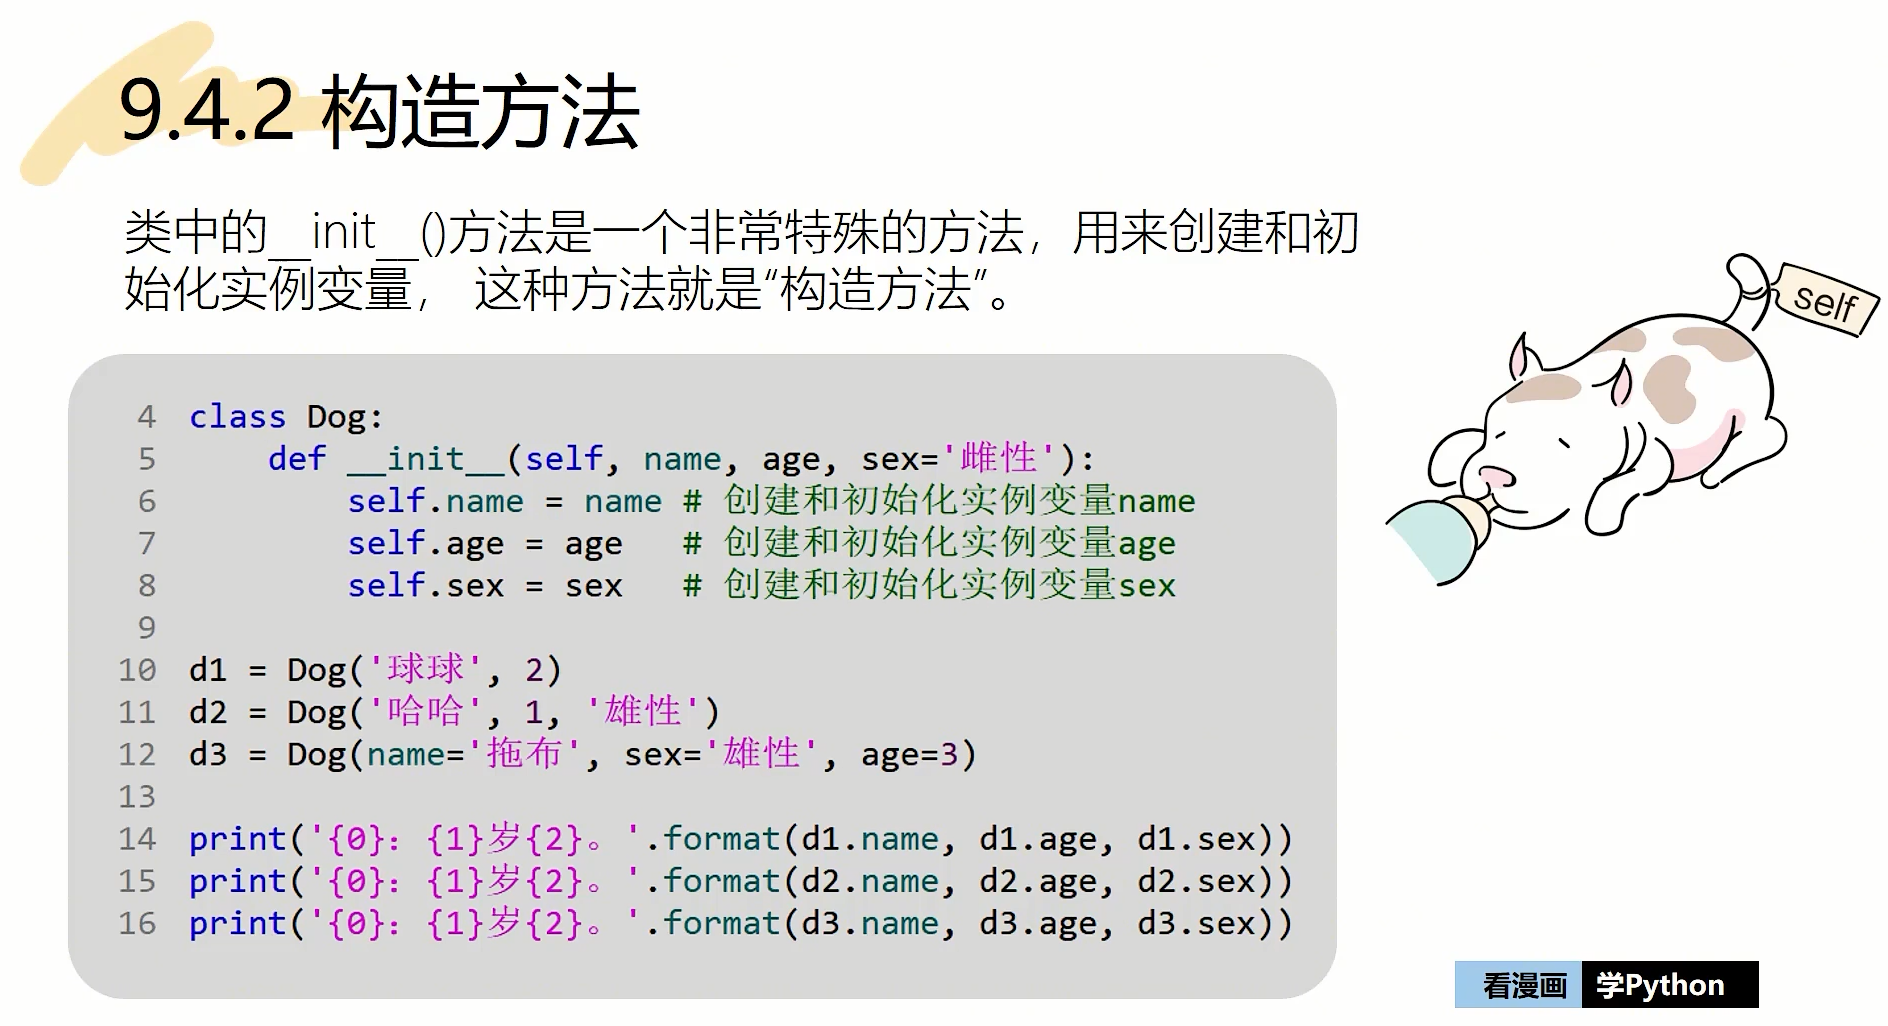 9.4.2 构造方法
类中的__init__()方法是一个非常特殊的方法，用来创建和初
始化实例变量， 这种方法就是“构造方法”。
self
4 class Dog:
5     def __init__(self, name, age, sex='雌性'):
6         self.name = name # 创建和初始化实例变量name
7         self.age = age   # 创建和初始化实例变量age
8         self.sex = sex   # 创建和初始化实例变量sex
9
10 d1 = Dog('球球', 2)
11 d2 = Dog('哈哈', 1, '雄性')
12 d3 = Dog(name='拖布', sex='雄性', age=3)
13
14 print('{0}：{1}岁{2}。'.format(d1.name, d1.age, d1.sex))
15 print('{0}：{1}岁{2}。'.format(d2.name, d2.age, d2.sex))
16 print('{0}：{1}岁{2}。'.format(d3.name, d3.age, d3.sex))
看漫画 学Python